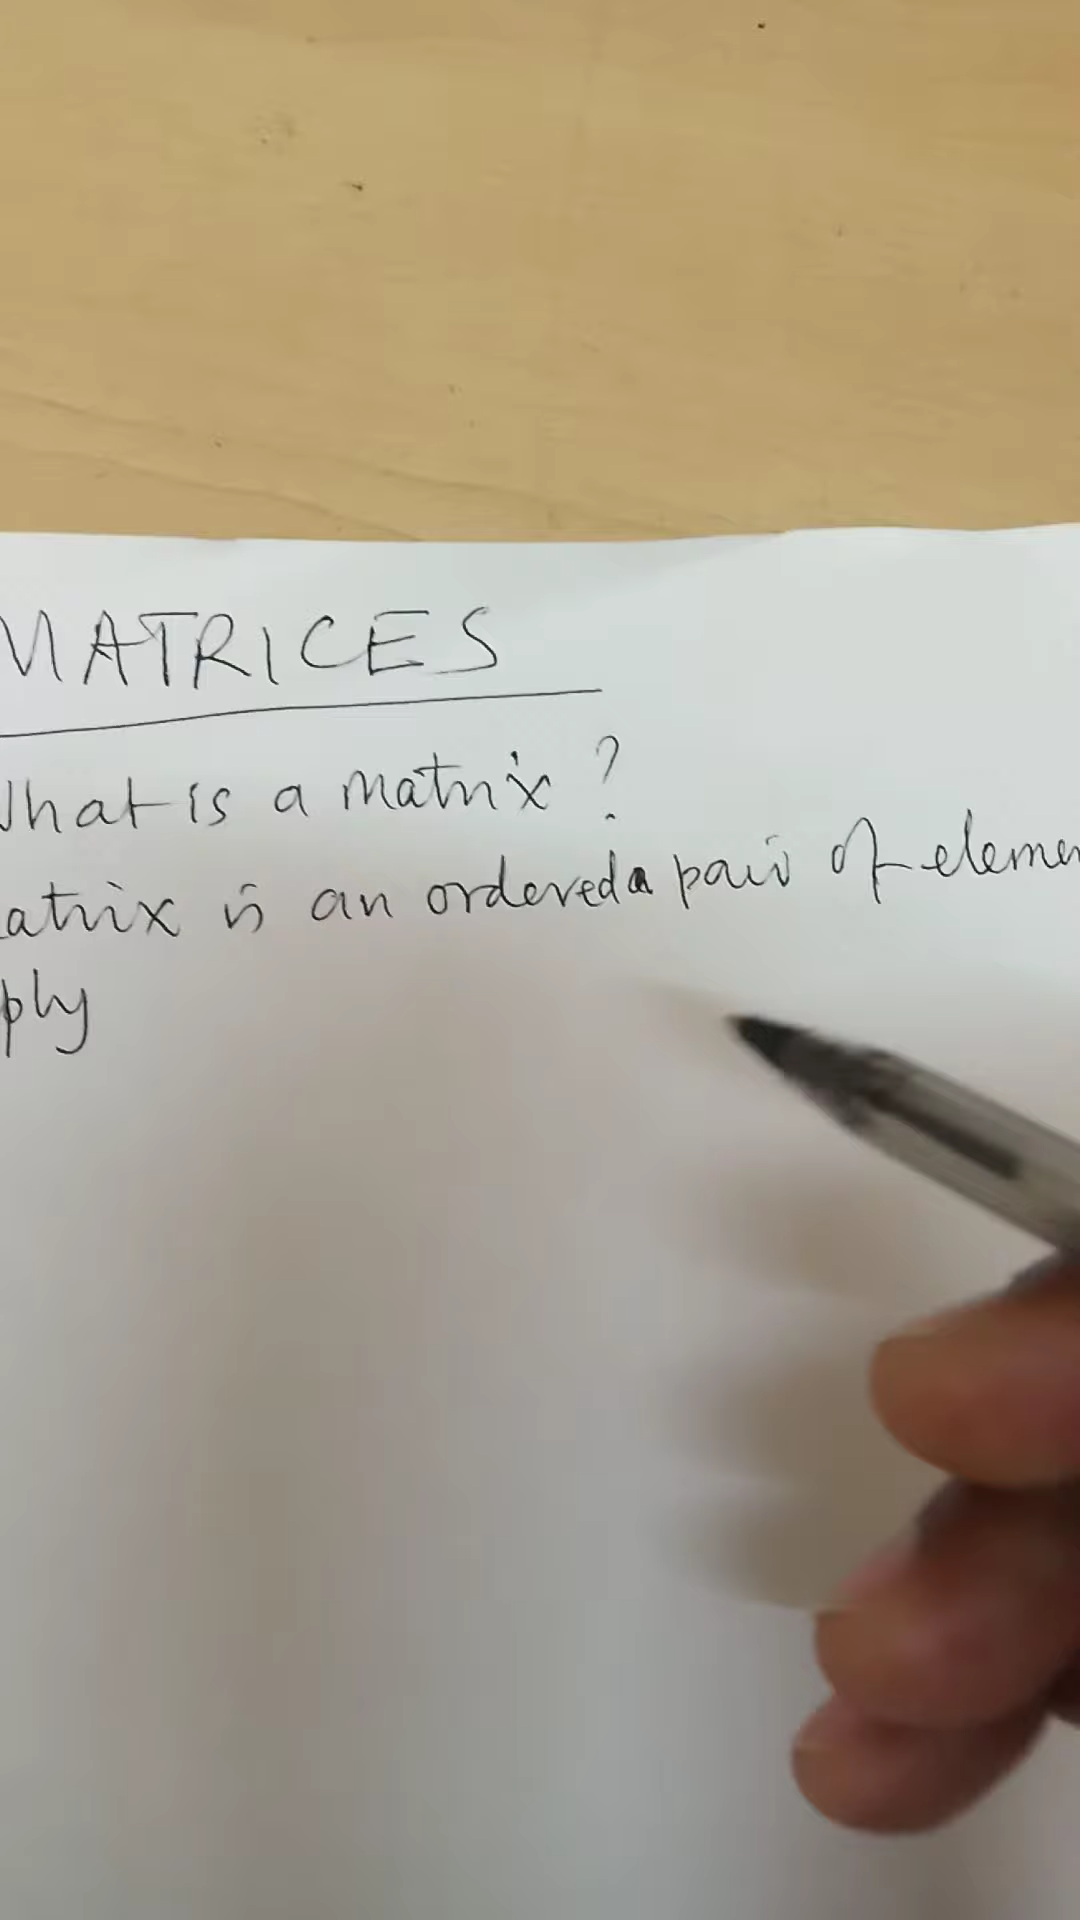 MATRICES
What is a matrix ?
atrix is an ordered a pair of elemen
ply